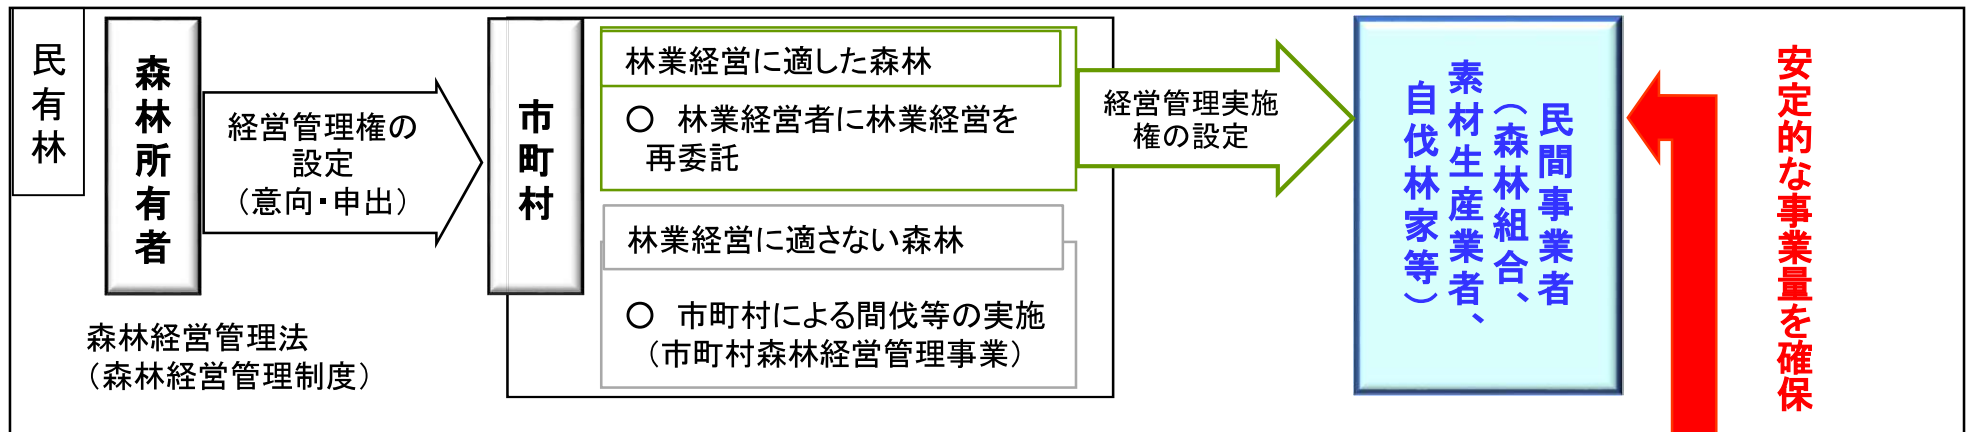 民有林
森林所有者
経営管理権の
設定
（意向・申出）
森林経営管理法
（森林経営管理制度）
市町村
林業経営に適した森林
○　林業経営者に林業経営を
再委託
林業経営に適さない森林
○　市町村による間伐等の実施
（市町村森林経営管理事業）
経営管理実施
権の設定
民間事業者
（森林組合、
素材生産業者、
自伐林家等）
安定的な事業量を確保